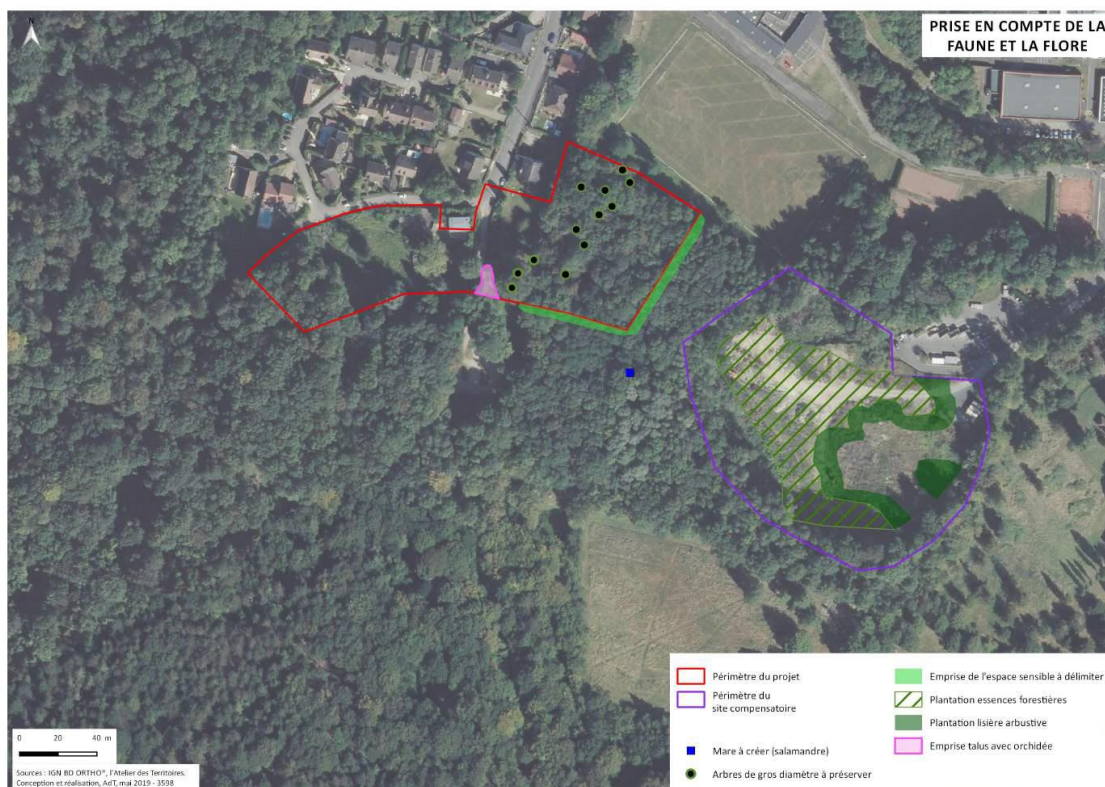 N
PRISE EN COMPTE DE LA
FAUNE ET LA FLORE
Périmètre du projet
Périmètre du
site compensatoire
Mare à créer (salamandre)
Arbres de gros diamètre à préserver
Emprise de l'espace sensible à délimiter
Plantation essences forestières
Plantation lisière arbustive
Emprise talus avec orchidée
0 20 40 m
Sources : IGN BD ORTHO®, l'Atelier des Territoires.
Conception et réalisation, AdT, mai 2019 - 3598